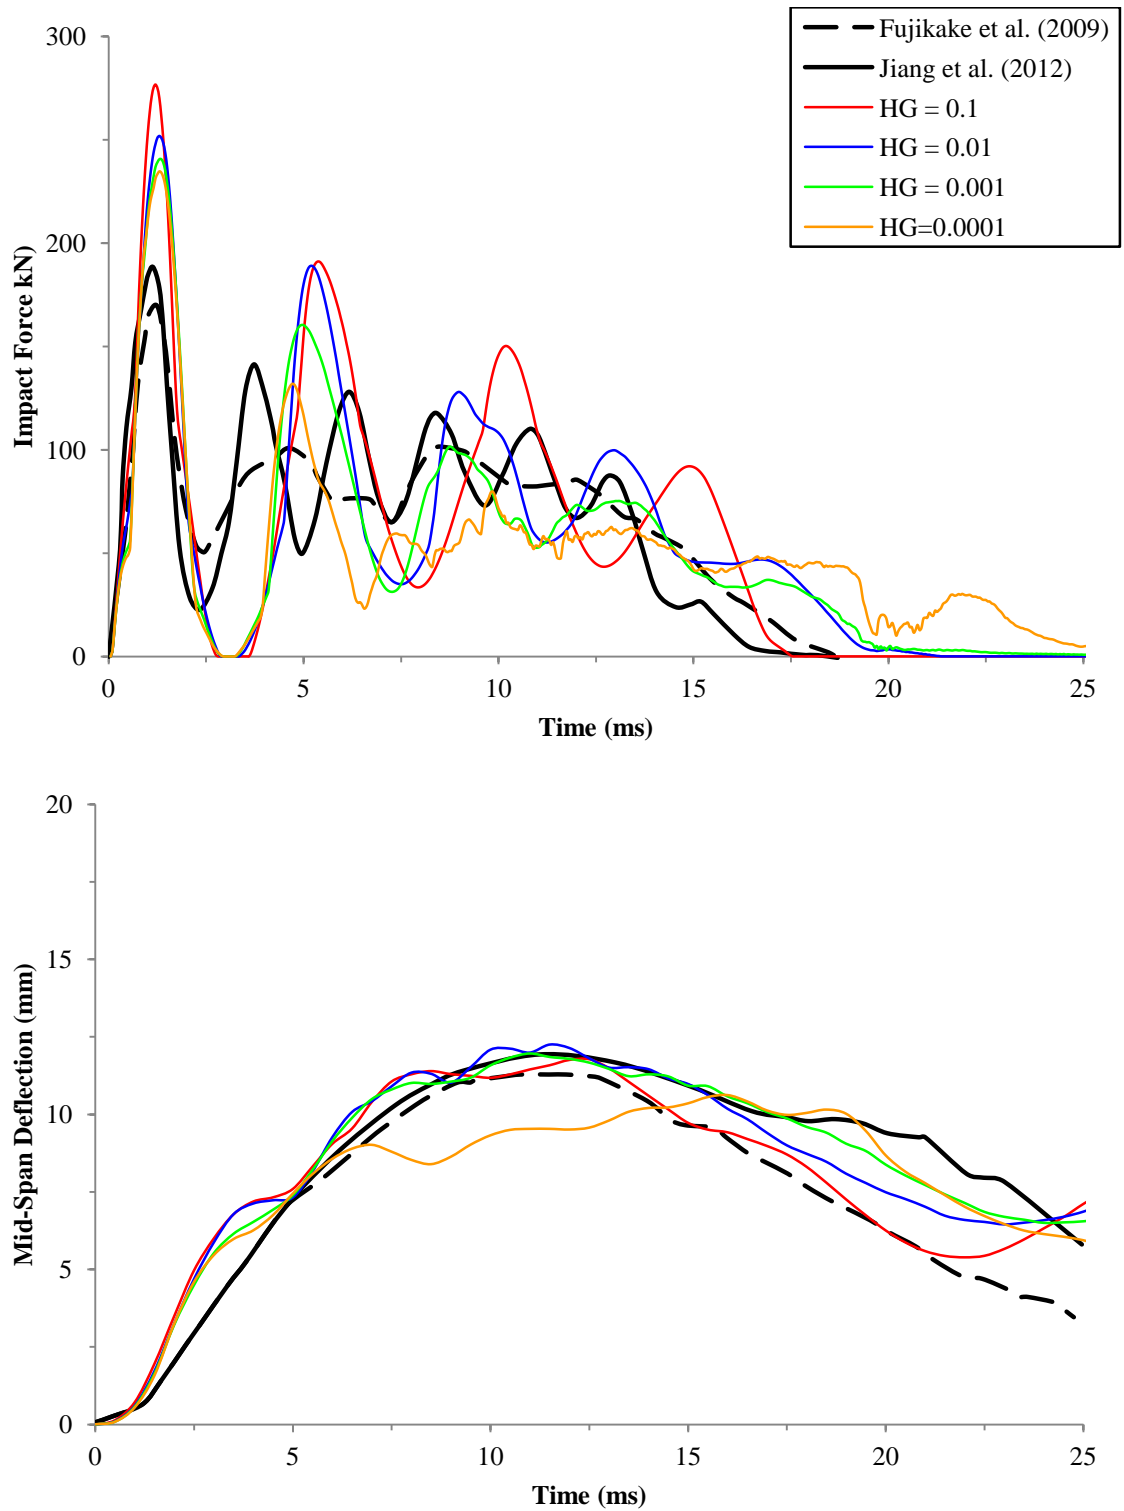 Fujikake et al. (2009)
Jiang et al. (2012)
HG = 0.1
HG = 0.01
HG = 0.001
HG=0.0001
300
200
100
0
Impact Force kN)
0 5 10 15 20 25
Time (ms)
20
15
10
5
0
Mid-Span Deflection (mm)
0 5 10 15 20 25
Time (ms)